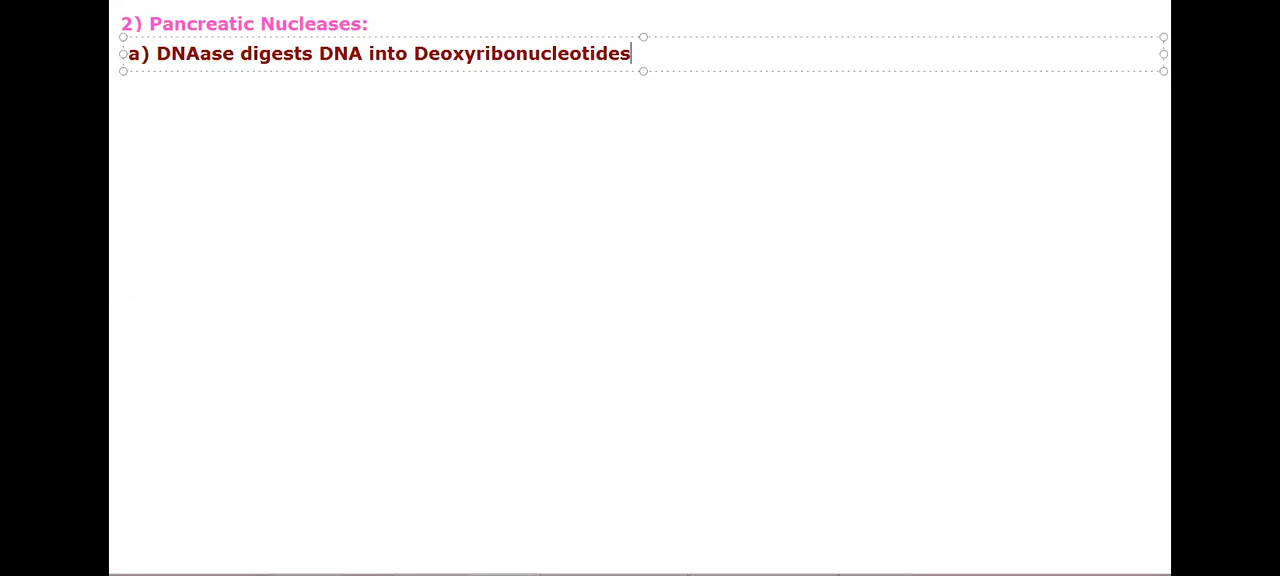 2) Pancreatic Nucleases:
a) DNAase digests DNA into Deoxyribonucleotides